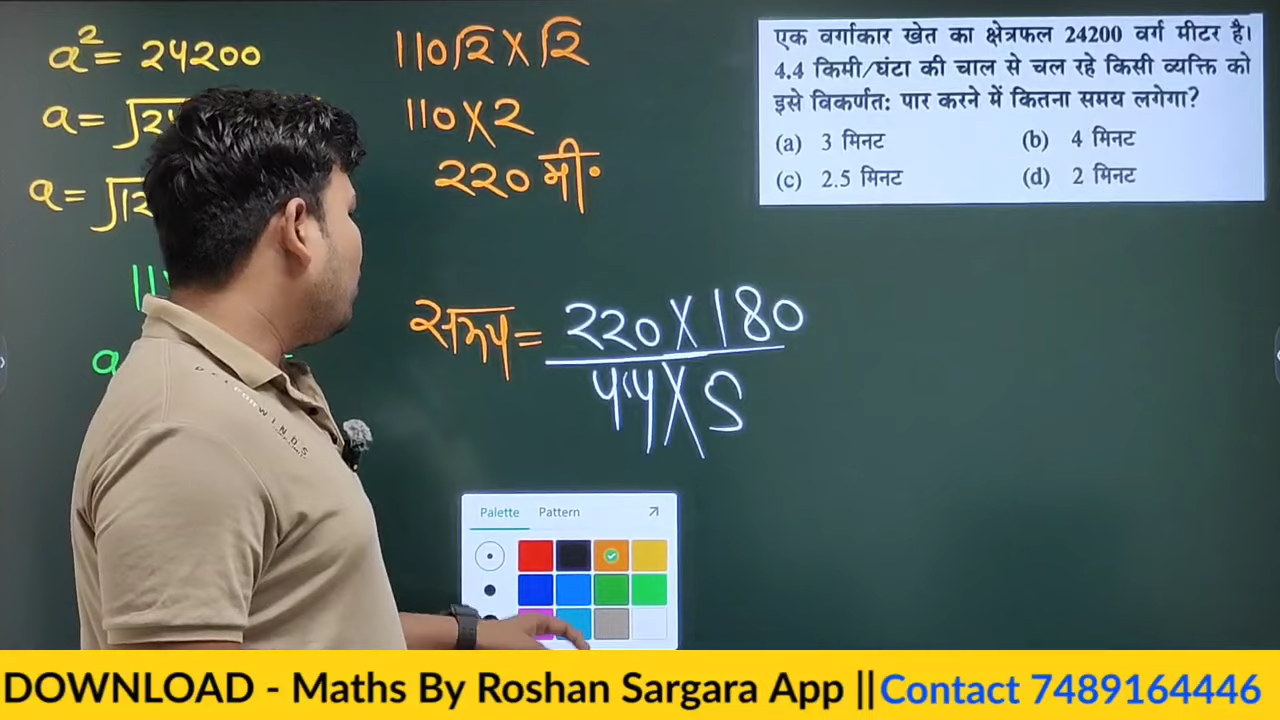 a² = 24200
a =
a =
a
110√2 X √2
110 X 2
220 मी.
एक वर्गाकार खेत का क्षेत्रफल 24200 वर्ग मीटर है।
4.4 किमी/घंटा की चाल से चल रहे किसी व्यक्ति को
इसे विकर्णत: पार करने में कितना समय लगेगा?
(a) 3 मिनट (b) 4 मिनट
(c) 2.5 मिनट (d) 2 मिनट
समय = 220 X 180
4.4 X 5
Palette Pattern
DOWNLOAD - Maths By Roshan Sargara App || Contact 7489164446